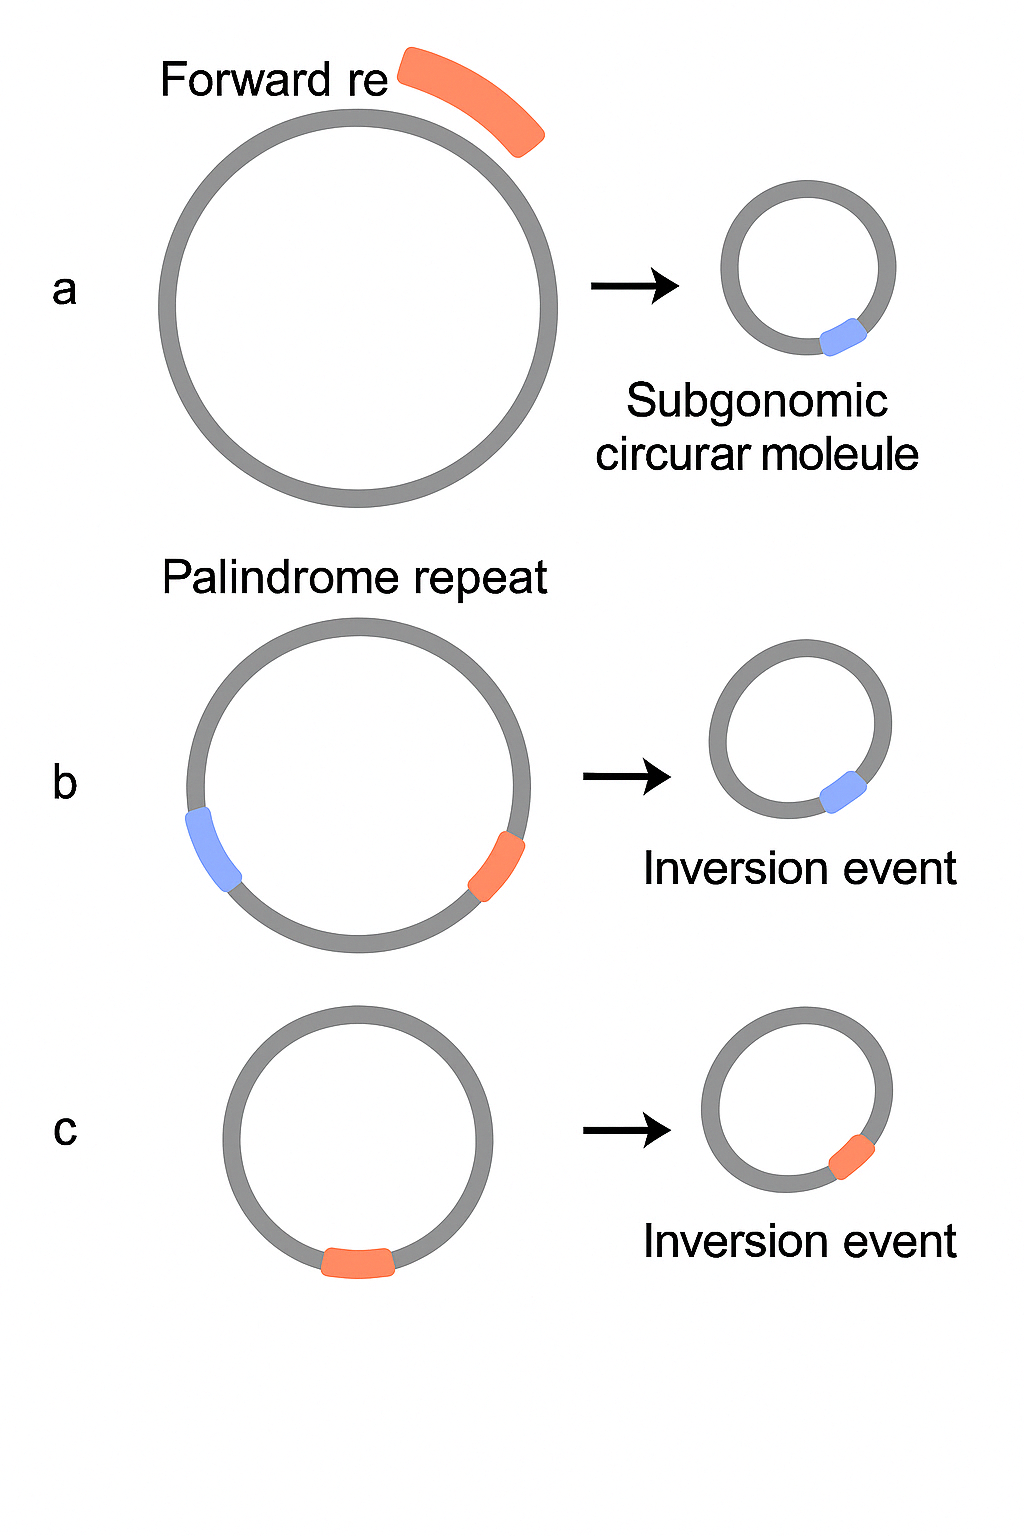 Forward re
a
Subgonomic
circurar moleule
Palindrome repeat
b
Inversion event
c
Inversion event